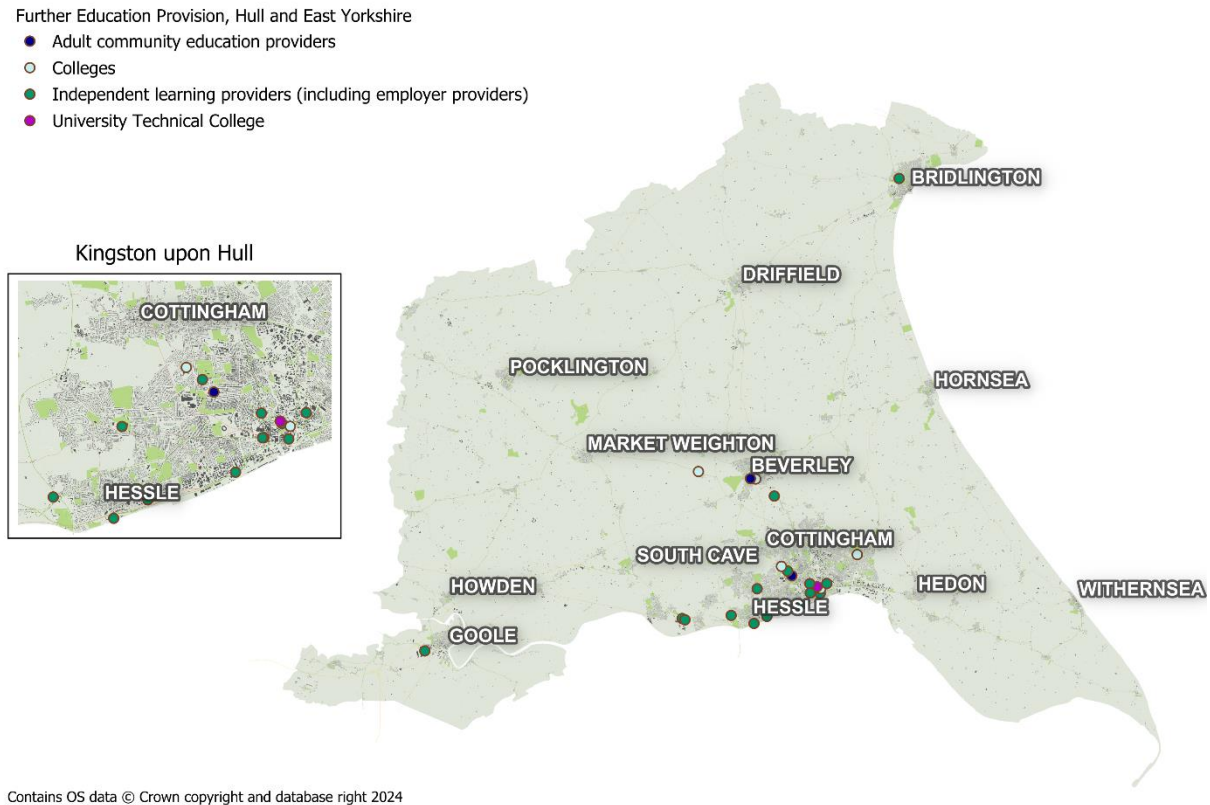 Further Education Provision, Hull and East Yorkshire
Adult community education providers
Colleges
Independent learning providers (including employer providers)
University Technical College
BRIDLINGTON
Kingston upon Hull
DRIFFIELD
COTTINGHAM
POCKLINGTON
HORNSEA
MARKET WEIGHTON
BEVERLEY
HESSLE
COTTINGHAM
SOUTH CAVE
HOWDEN
HEDON
WITHERNSEA
HESSLE
GOOLE
Contains OS data © Crown copyright and database right 2024